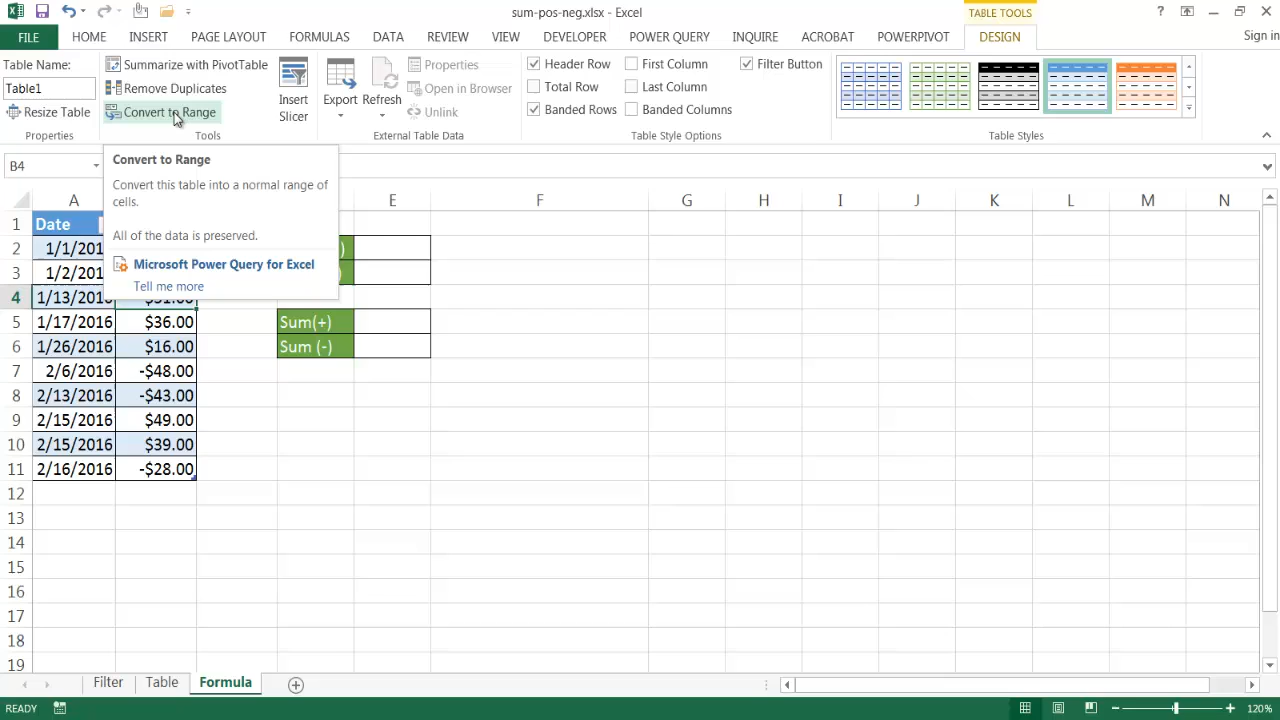 sum-pos-neg.xlsx - Excel
TABLE TOOLS
?
Sign in
FILE HOME INSERT PAGE LAYOUT FORMULAS DATA REVIEW VIEW DEVELOPER POWER QUERY INQUIRE ACROBAT POWERPIVOT DESIGN
Table Name:
Table1
Resize Table
Properties
Summarize with PivotTable
Remove Duplicates
Convert to Range
Tools
Insert
Slicer
Export
Refresh
Properties
Open in Browser
Unlink
External Table Data
Header Row
Total Row
Banded Rows
First Column
Last Column
Banded Columns
Filter Button
Table Style Options
Table Styles
B4
Convert to Range
Convert this table into a normal range of
cells.
All of the data is preserved.
Microsoft Power Query for Excel
Tell me more
A E F G H I J K L M N
1 Date
2 1/1/201 )
3 1/2/201 )
4 1/13/2016 $31.00
5 1/17/2016 $36.00 Sum(+)
6 1/26/2016 $16.00 Sum (-)
7 2/6/2016 -$48.00
8 2/13/2016 -$43.00
9 2/15/2016 $49.00
10 2/15/2016 $39.00
11 2/16/2016 -$28.00
12
13
14
15
16
17
18
19
Filter Table Formula
READY
120%